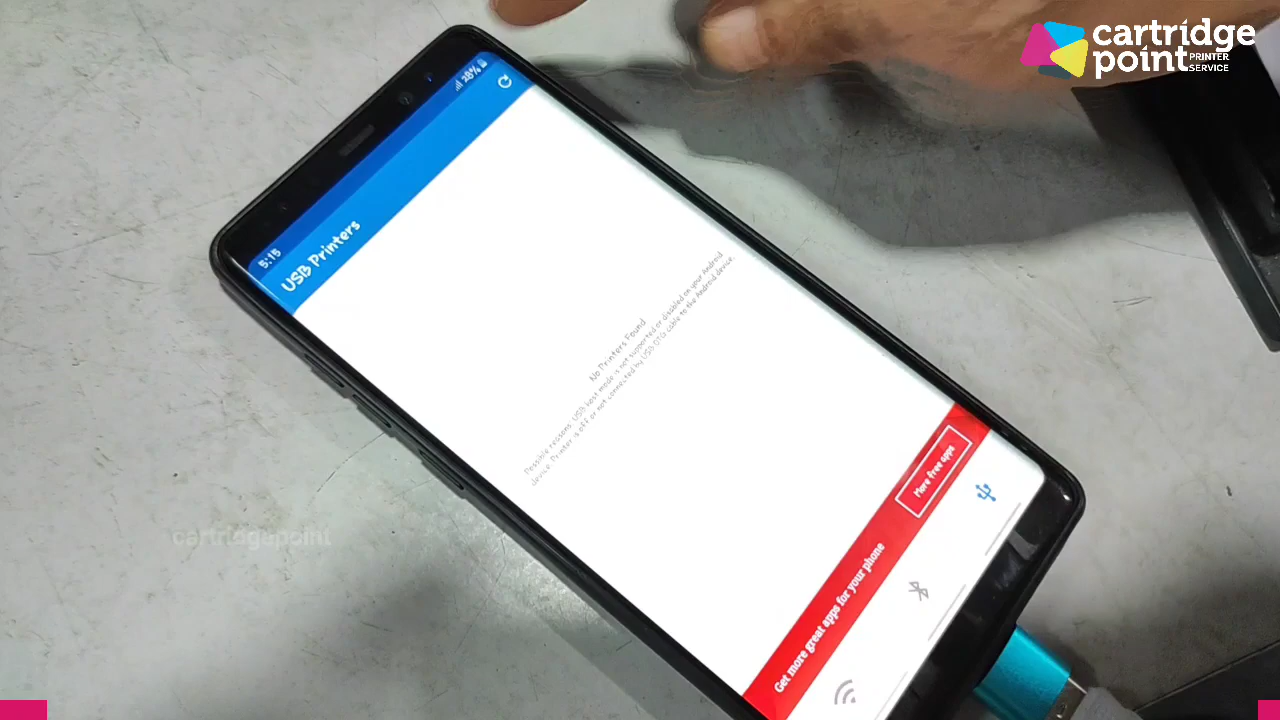 cartridge
point PRINTER
SERVICE
28%
5:15
USB Printers
No Printers Found
Possible reasons: USB host mode is not supported or disabled on your Android
device. Printer is off or not connected by USB OTG cable to the Android device.
More free apps
Get more great apps for your phone
cartridgepoint